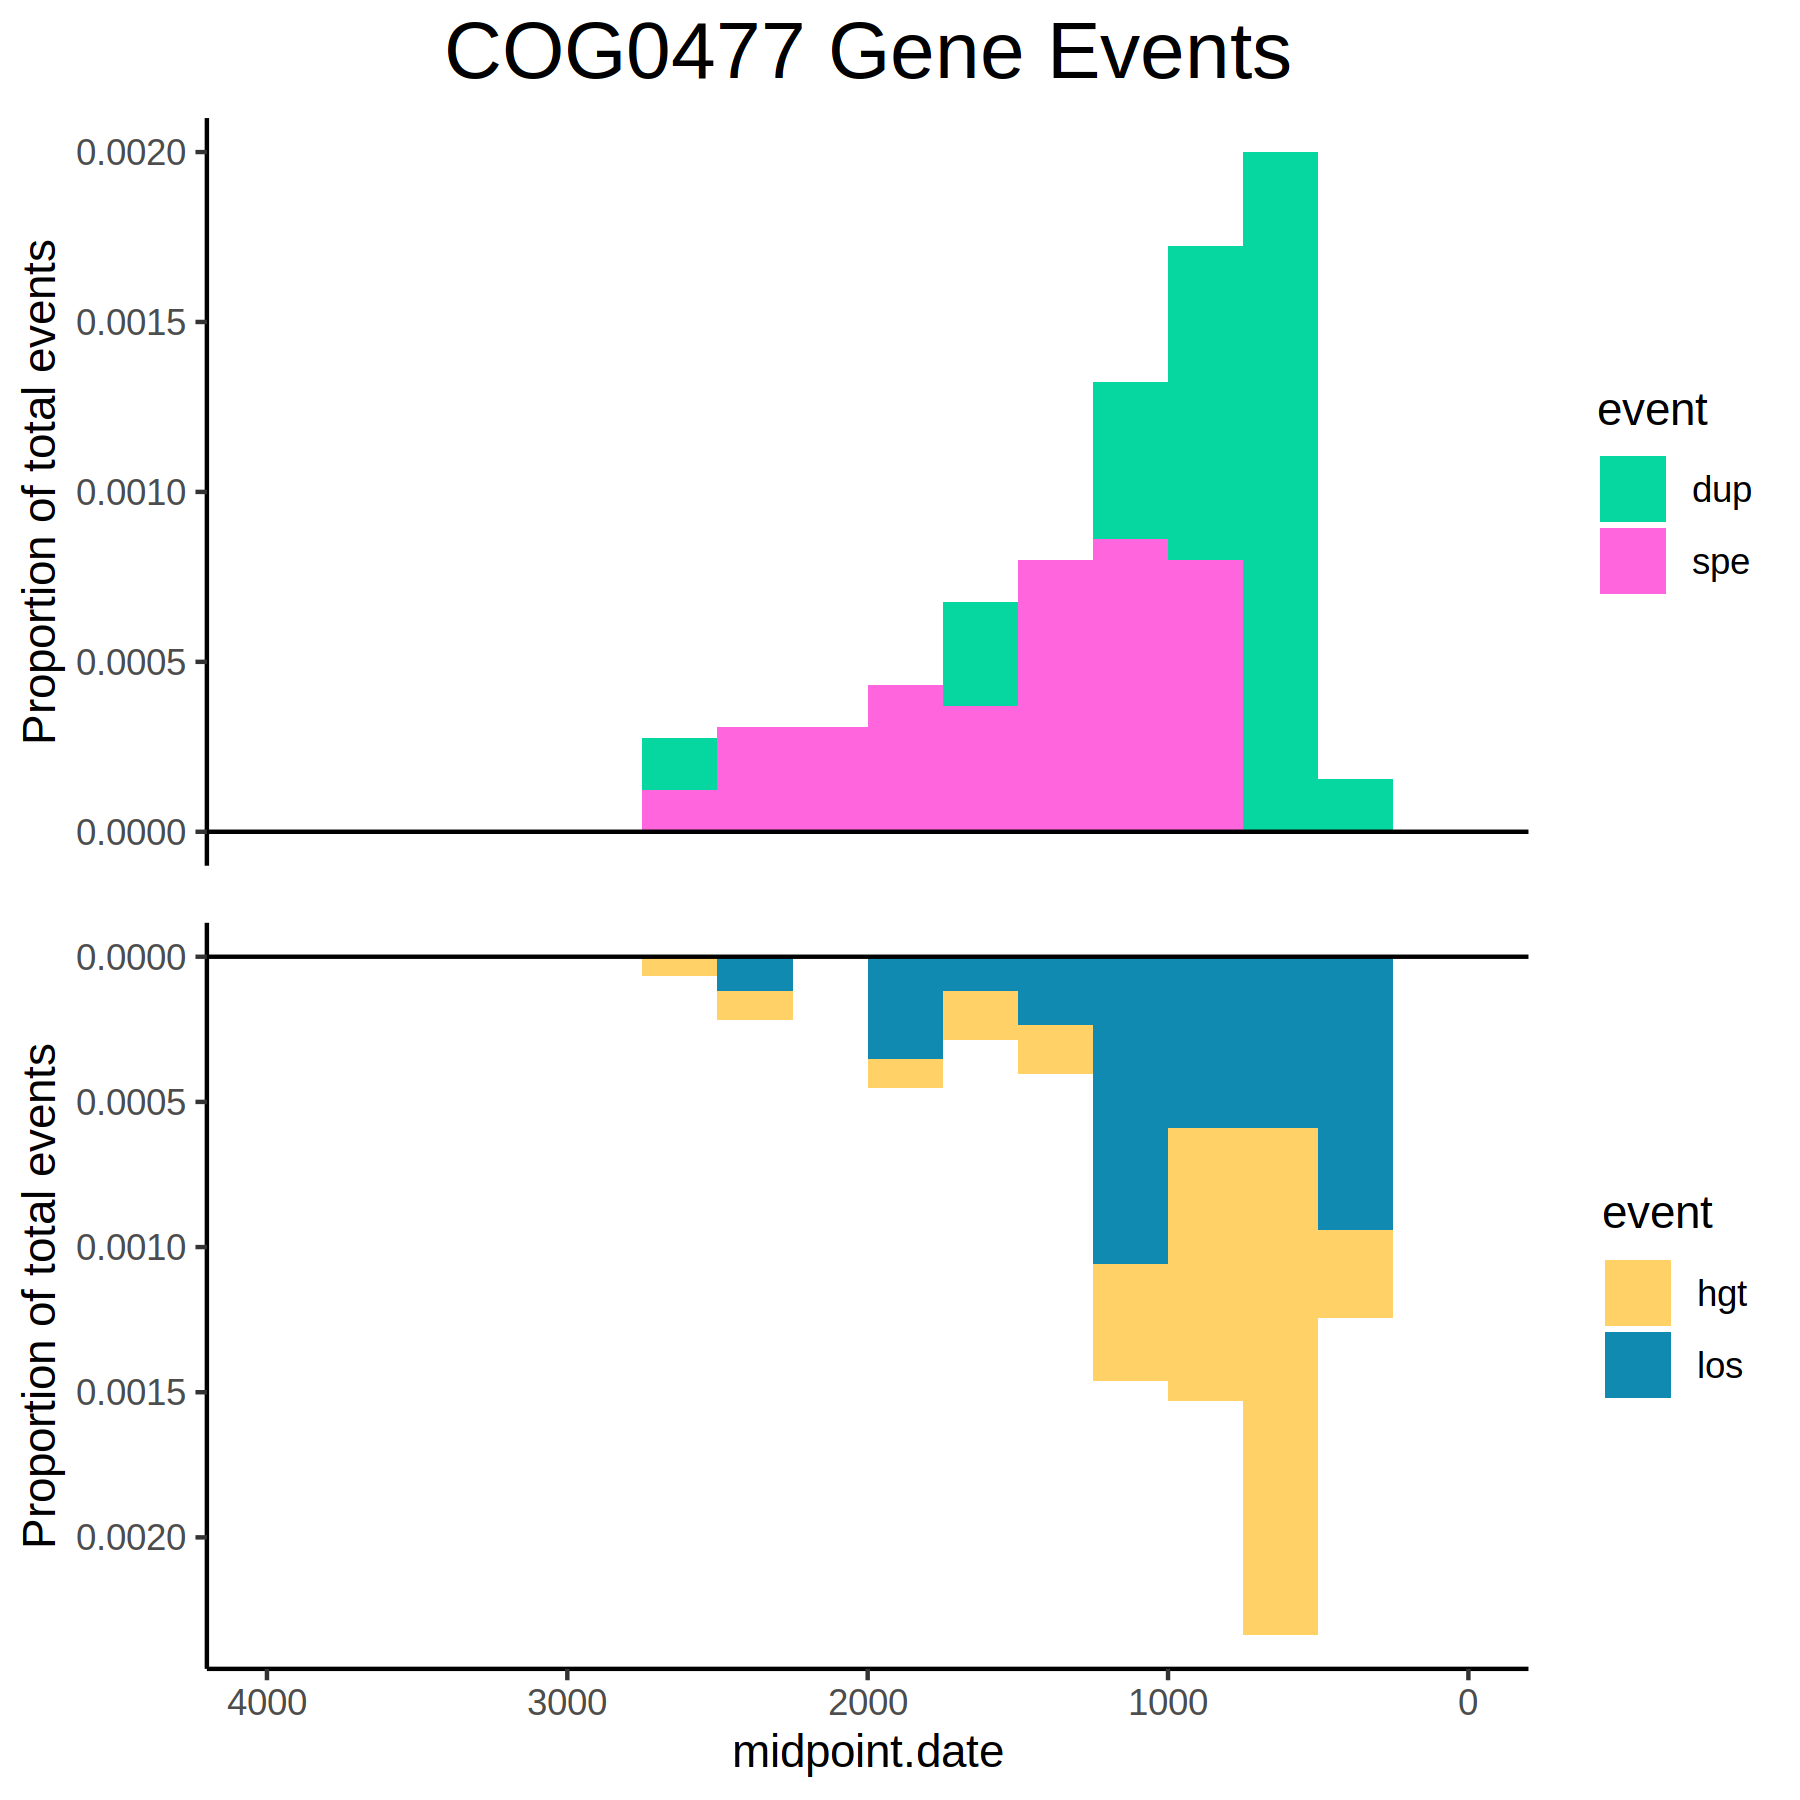 COG0477 Gene Events
Proportion of total events
0.0020
0.0015
0.0010
0.0005
0.0000
event
dup
spe
Proportion of total events
0.0000
0.0005
0.0010
0.0015
0.0020
event
hgt
los
4000 3000 2000 1000 0
midpoint.date